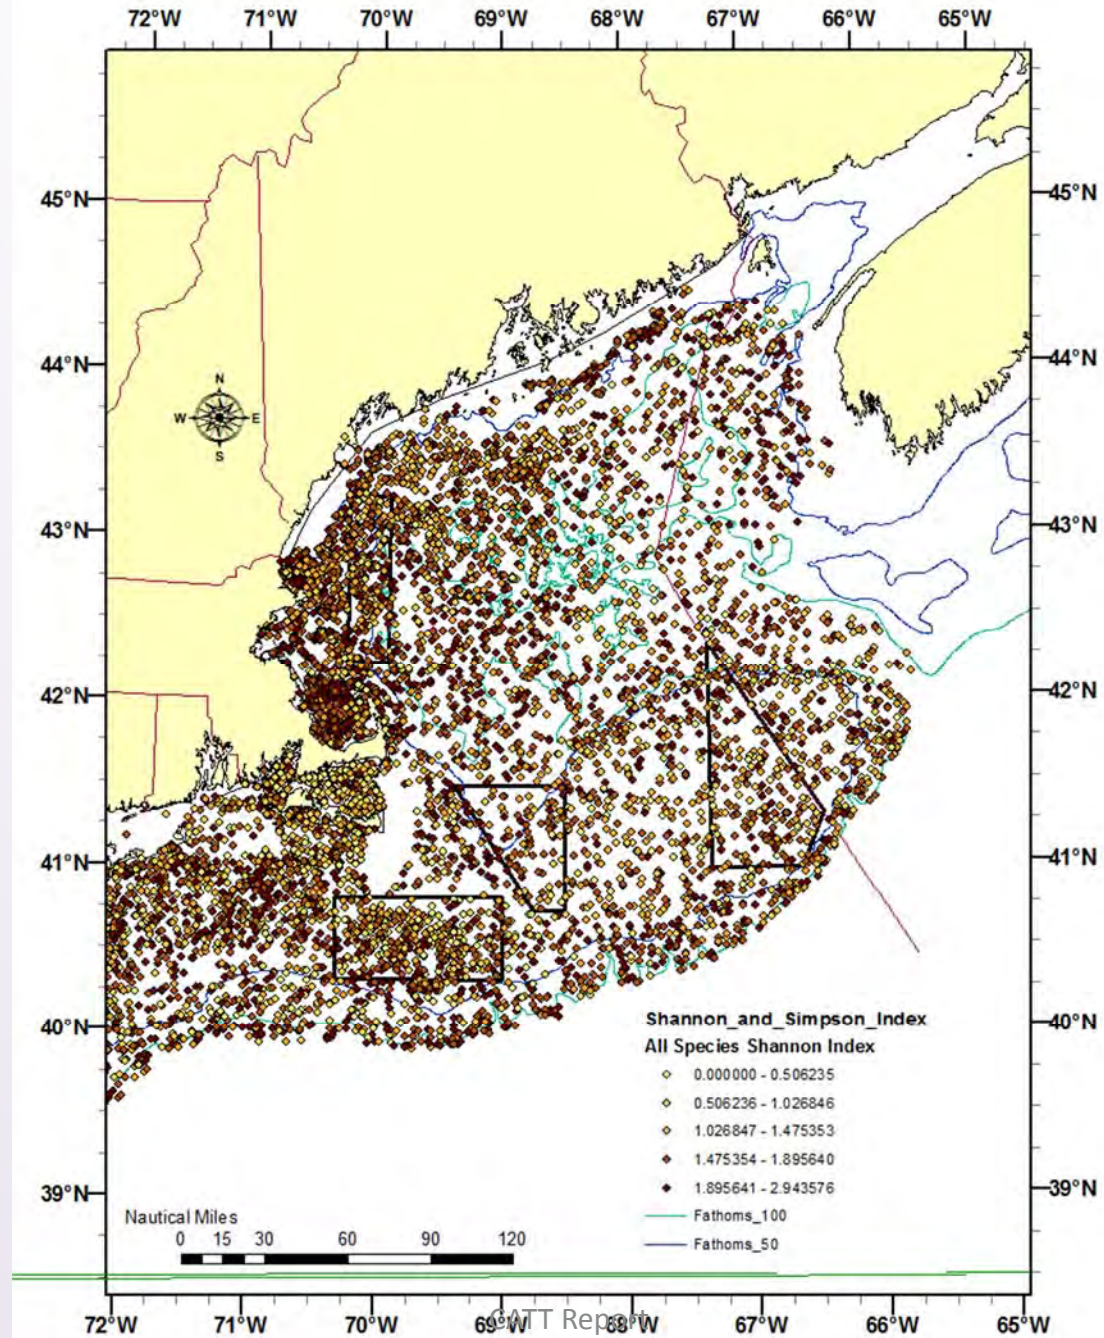 72°W 71°W 70°W 69°W 68°W 67°W 66°W 65°W
45°N 45°N
44°N 44°N
N
W E
S
43°N 43°N
42°N 42°N
41°N 41°N
40°N 40°N
Shannon_and_Simpson_Index
All Species Shannon Index
0.000000 - 0.506235
0.506236 - 1.026846
1.026847 - 1.475353
1.475354 - 1.895640
1.895641 - 2.943576
39°N 39°N
Fathoms_100
Fathoms_50
Nautical Miles
0 15 30 60 90 120
72°W 71°W 70°W 69°W 68°W 67°W 66°W 65°W
Report